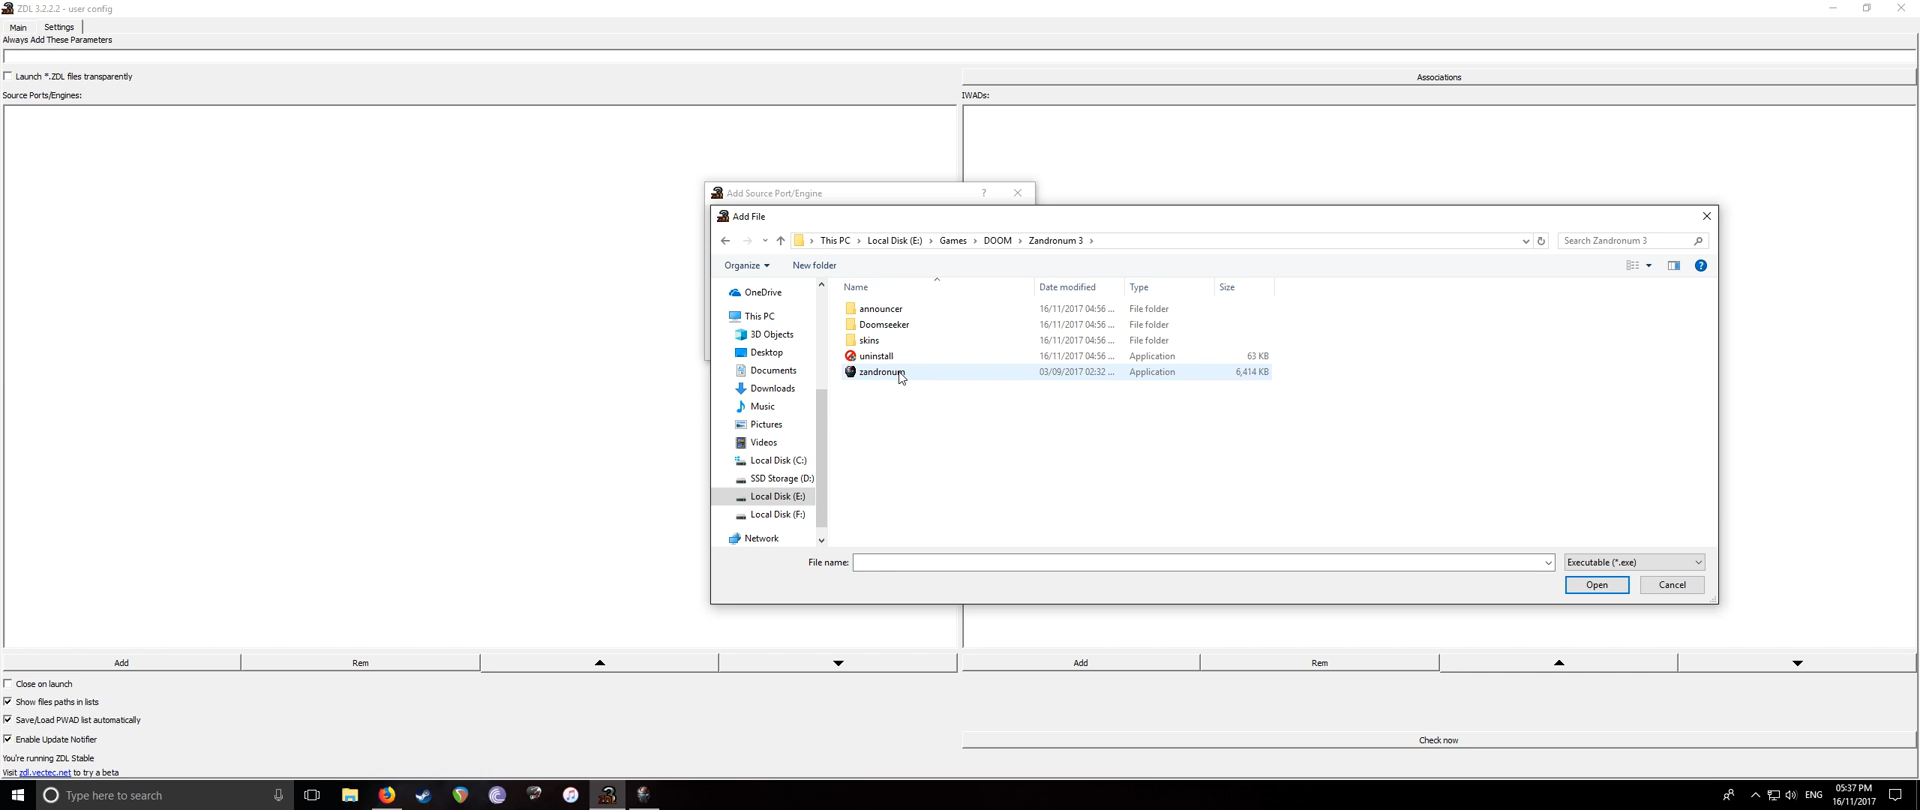 ZDL 3.2.2.2 - user config
Main Settings
Always Add These Parameters
Launch *.ZDL files transparently
Associations
Source Ports/Engines:
IWADs:
Add Source Port/Engine ?
Add File
This PC > Local Disk (E:) > Games > DOOM > Zandronum 3 >
Search Zandronum 3
Organize New folder
?
Name Date modified Type Size
OneDrive
This PC
3D Objects
Desktop
Documents
Downloads
Music
Pictures
Videos
Local Disk (C:)
SSD Storage (D:)
Local Disk (E:)
Local Disk (F:)
Network
announcer 16/11/2017 04:56 ... File folder
Doomseeker 16/11/2017 04:56 ... File folder
skins 16/11/2017 04:56 ... File folder
uninstall 16/11/2017 04:56 ... Application 63 KB
zandronum 03/09/2017 02:32 ... Application 6,414 KB
File name:
Executable (*.exe)
Open Cancel
Add Rem
Add Rem
Close on launch
Show files paths in lists
Save/Load PWAD list automatically
Enable Update Notifier
Check now
You're running ZDL Stable
Visit zdl.vectec.net to try a beta
Type here to search
ENG
05:37 PM
16/11/2017